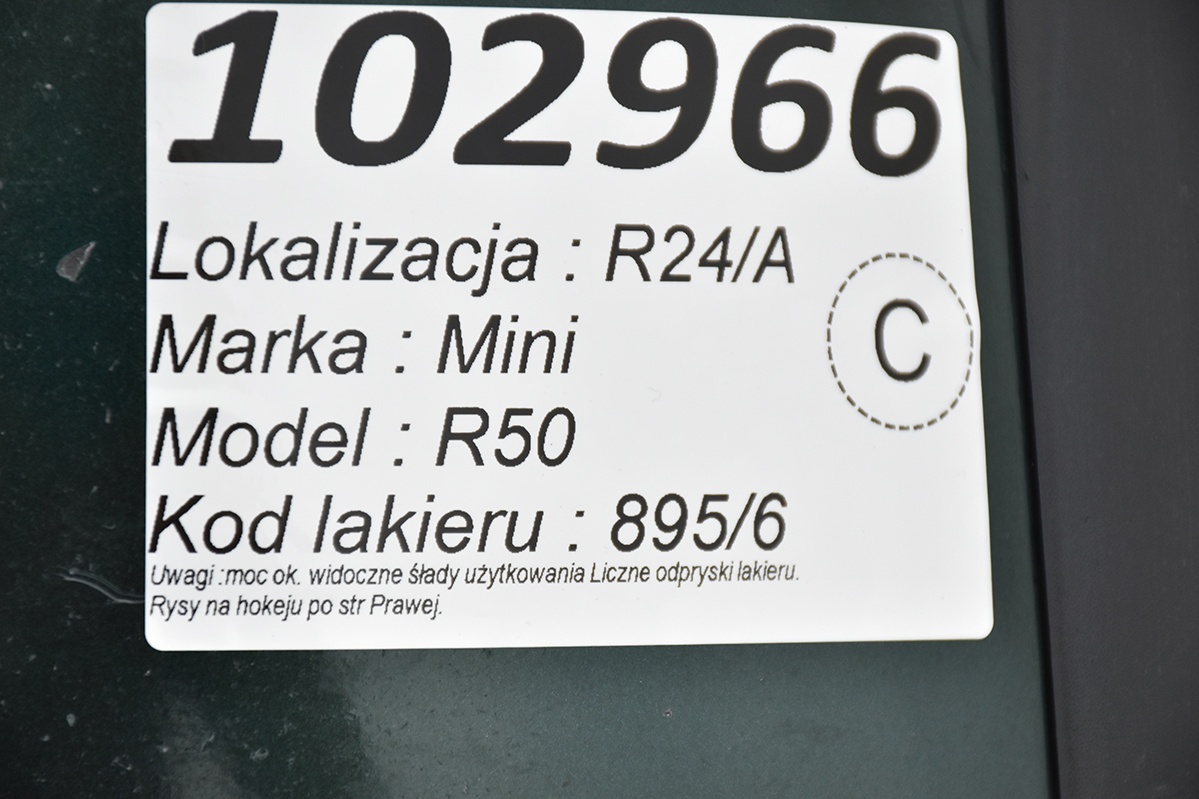 102966
Lokalizacja : R24/A
Marka : Mini
C
Model : R50
Kod lakieru : 895/6
Uwagi :moc ok. widoczne ślady użytkowania Liczne odpryski lakieru.
Rysy na hokeju po str Prawej.